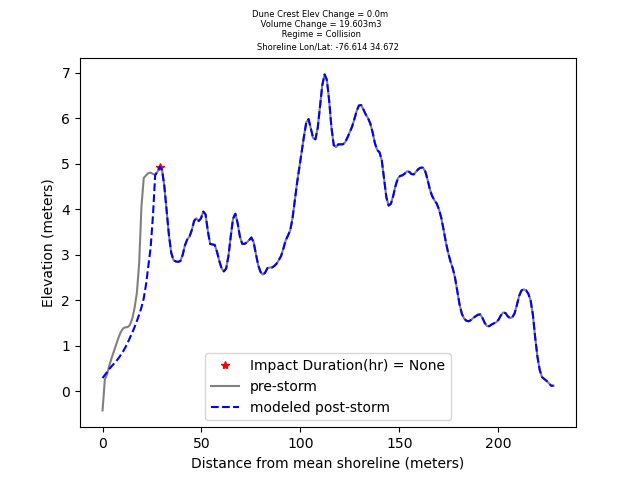 Dune Crest Elev Change = 0.0m
Volume Change = 19.603m3
Regime = Collision
Shoreline Lon/Lat: -76.614 34.672
7
6
5
4
3
2
1
0
Elevation (meters)
Impact Duration(hr) = None
pre-storm
modeled post-storm
0 50 100 150 200
Distance from mean shoreline (meters)